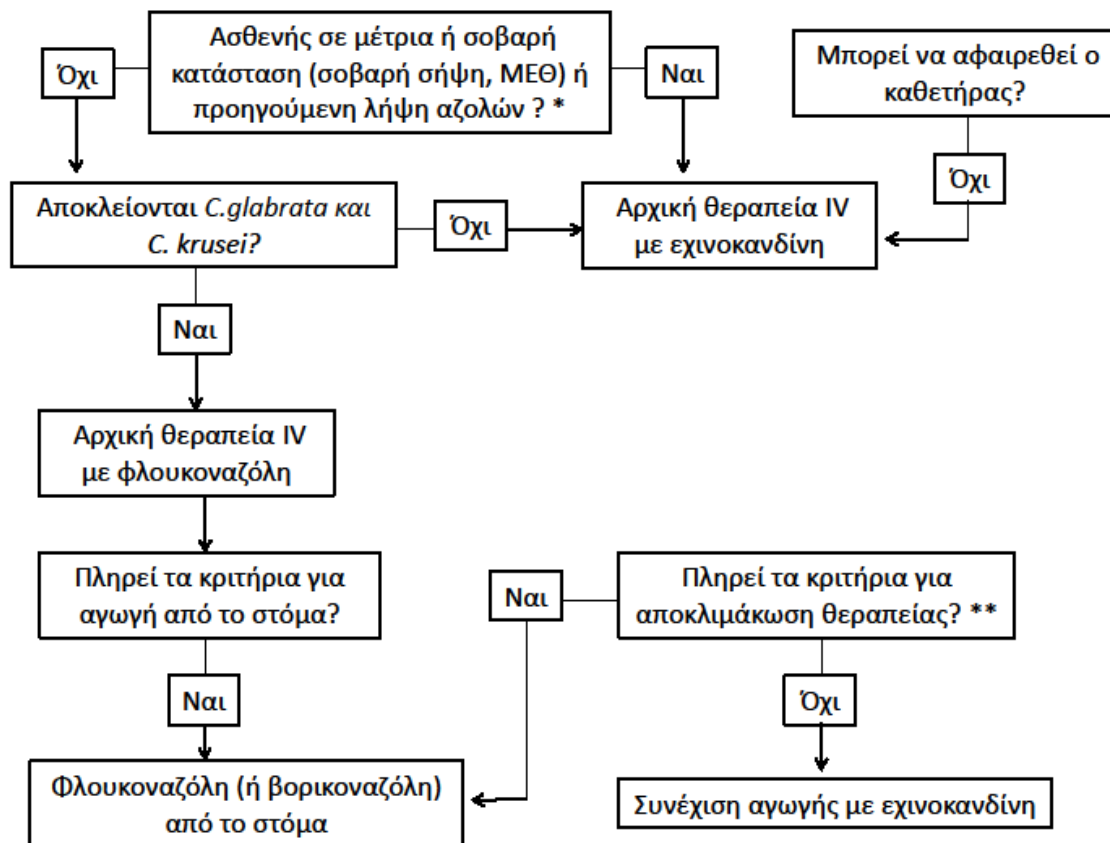 Ασθενής σε μέτρια ή σοβαρή
κατάσταση (σοβαρή σήψη, ΜΕΘ) ή
προηγούμενη λήψη αζολών ? *
Όχι
Ναι
Μπορεί να αφαιρεθεί ο
καθετήρας?
Όχι
Αποκλείονται C.glabrata και
C. krusei?
Όχι
Αρχική θεραπεία IV
με εχινοκανδίνη
Ναι
Αρχική θεραπεία IV
με φλουκοναζόλη
Πληρεί τα κριτήρια για
αγωγή από το στόμα?
Ναι
Πληρεί τα κριτήρια για
αποκλιμάκωση θεραπείας? **
Ναι
Όχι
Φλουκοναζόλη (ή βορικοναζόλη)
από το στόμα
Συνέχιση αγωγής με εχινοκανδίνη